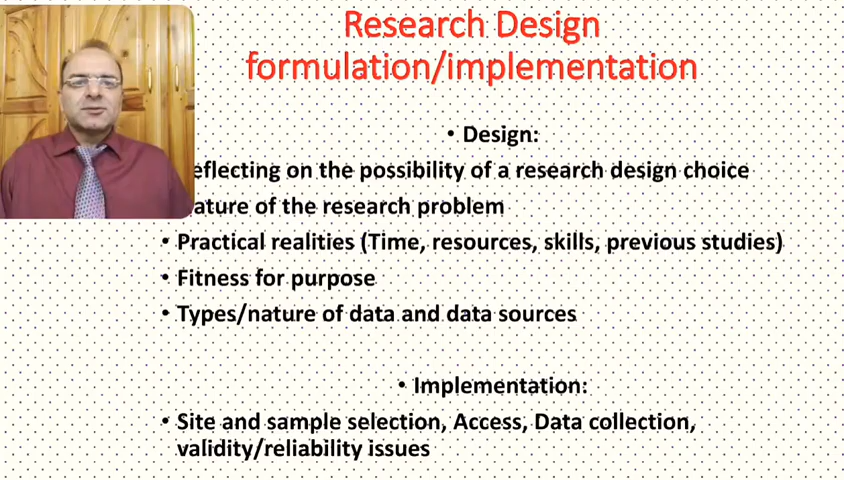 Research Design
formulation/implementation
• Design:
eflecting on the possibility of a research design choice
ature of the research problem
• Practical realities (Time, resources, skills, previous studies)
• Fitness for purpose
• Types/nature of data and data sources
• Implementation:
• Site and sample selection, Access, Data collection,
validity/reliability issues